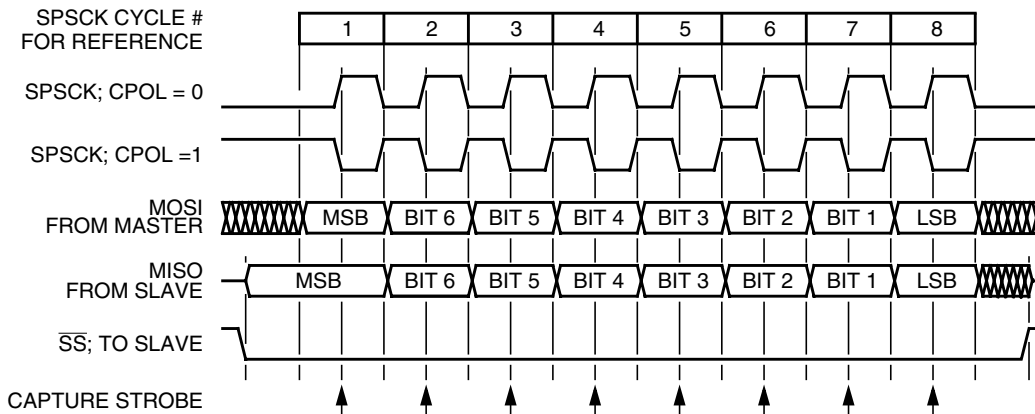 SPSCK CYCLE #
FOR REFERENCE
1 2 3 4 5 6 7 8
SPSCK; CPOL = 0
SPSCK; CPOL =1
MOSI
FROM MASTER
MSB BIT 6 BIT 5 BIT 4 BIT 3 BIT 2 BIT 1 LSB
MISO
FROM SLAVE
MSB BIT 6 BIT 5 BIT 4 BIT 3 BIT 2 BIT 1 LSB
S̅S̅; TO SLAVE
CAPTURE STROBE